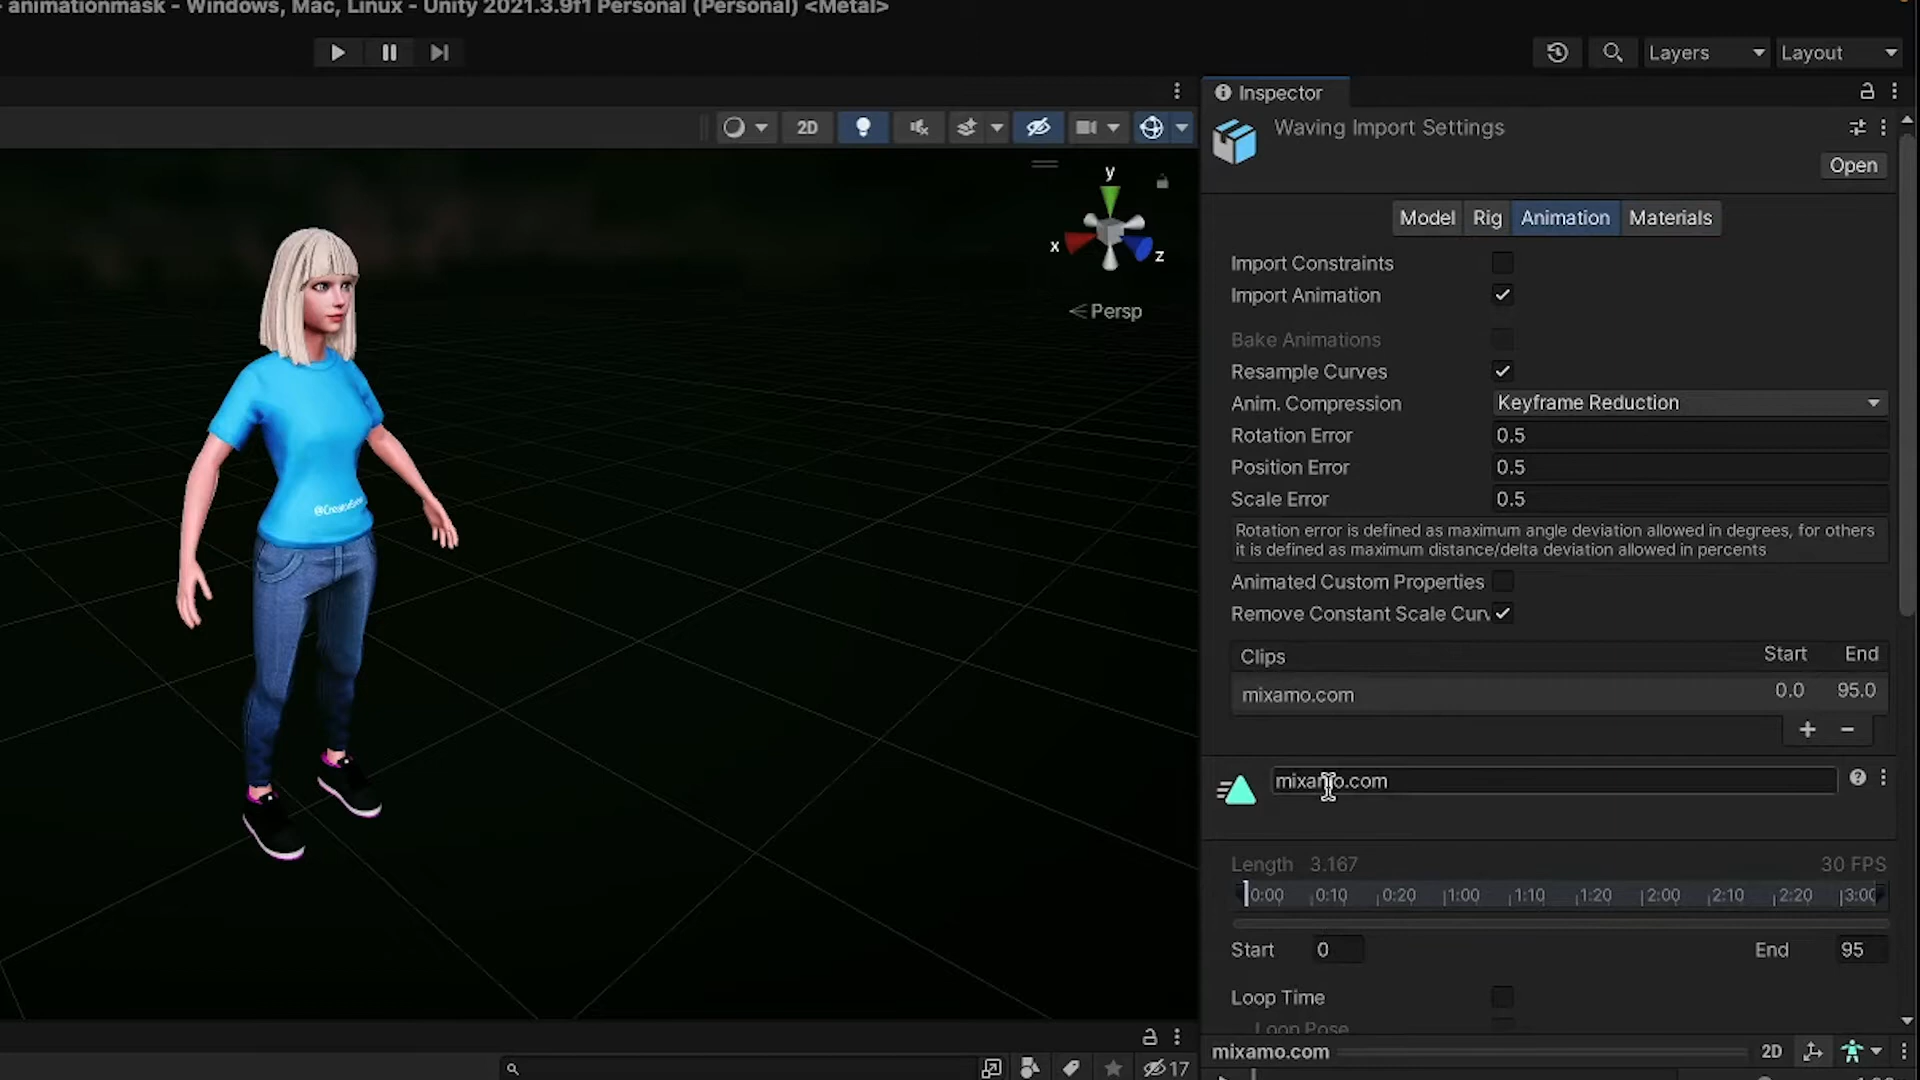 - animationmask - Windows, Mac, Linux - Unity 2021.3.9f1 Personal (Personal) <Metal>
Layers
Layout
Inspector
2D
Waving Import Settings
Open
y
x
z
Persp
Model Rig Animation Materials
Import Constraints
Import Animation
Bake Animations
Resample Curves
Anim. Compression Keyframe Reduction
Rotation Error 0.5
Position Error 0.5
Scale Error 0.5
Rotation error is defined as maximum angle deviation allowed in degrees, for others
it is defined as maximum distance/delta deviation allowed in percents
Animated Custom Properties
Remove Constant Scale Curv
Clips Start End
mixamo.com 0.0 95.0
+ -
mixamo.com
Length 3.167 30 FPS
0:00 0:10 0:20 1:00 1:10 1:20 2:00 2:10 2:20 3:00
Start 0 End 95
Loop Time
Loop Pose
mixamo.com 2D
17